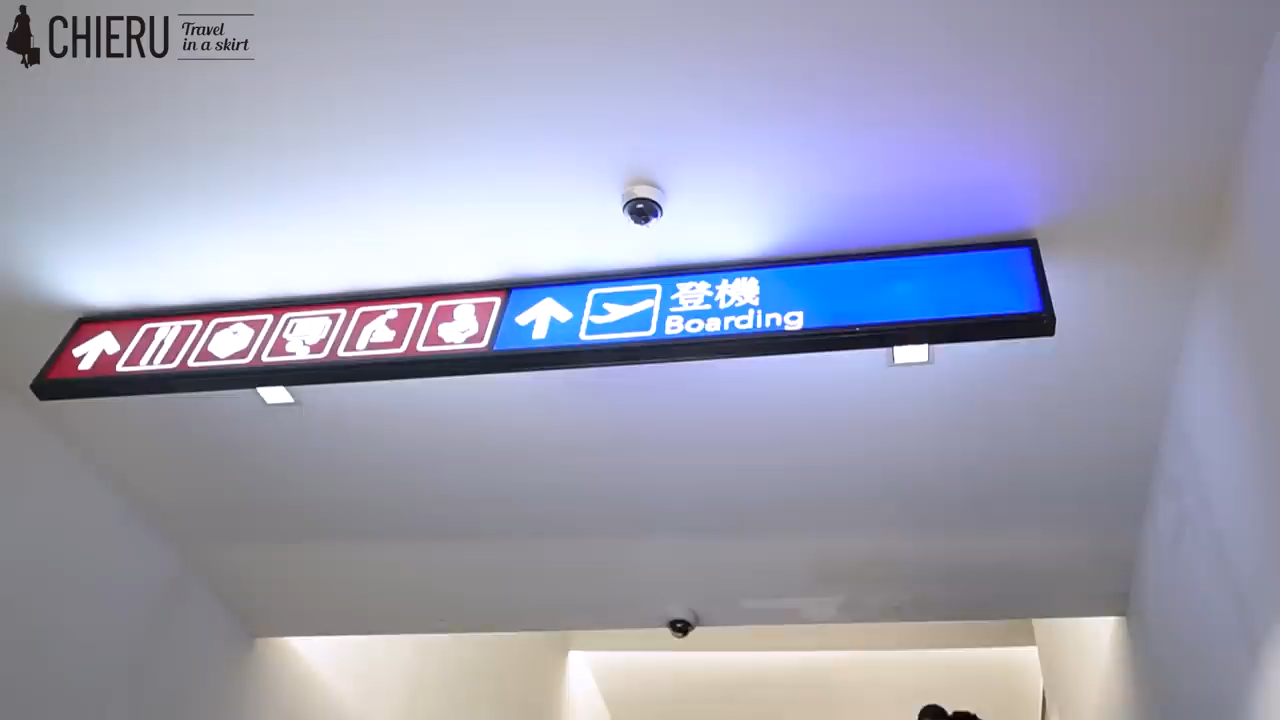 CHIERU
Travel
in a skirt
登機
Boarding